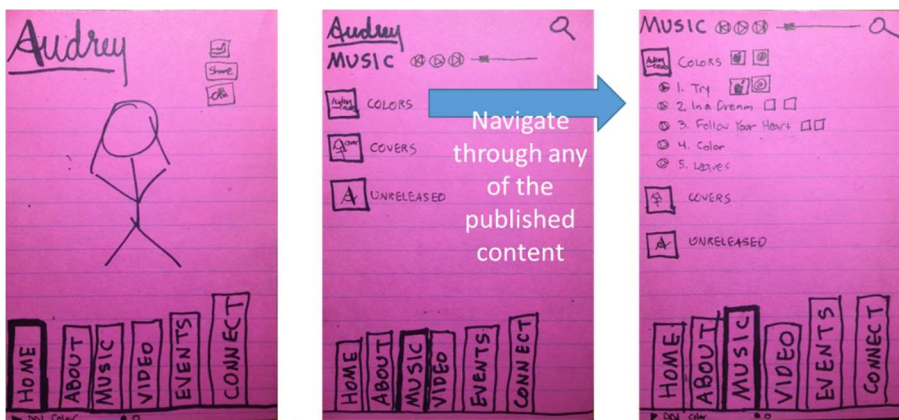 Audrey
Share
HOME
ABOUT
MUSIC
VIDEO
EVENTS
CONNECT
Color
Audrey
MUSIC
COLORS
COVERS
A UNRELEASED
HOME
ABOUT
MUSIC
VIDEO
EVENTS
CONNECT
Navigate
through any
of the
published
content
MUSIC
COLORS
1. Try
2. In a Dream
3. Follow Your Heart
4. Color
5. Leaves
COVERS
A UNRELEASED
HOME
ABOUT
MUSIC
VIDEO
EVENTS
CONNECT
Color